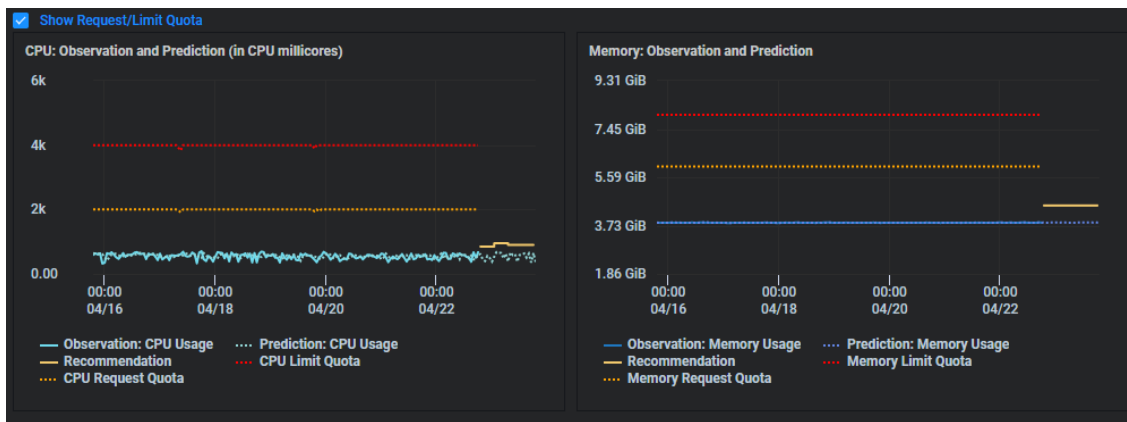 Show Request/Limit Quota
CPU: Observation and Prediction (in CPU millicores)
6k
4k
2k
0.00
00:00 00:00 00:00 00:00
04/16 04/18 04/20 04/22
Observation: CPU Usage Prediction: CPU Usage
Recommendation CPU Limit Quota
CPU Request Quota
Memory: Observation and Prediction
9.31 GiB
7.45 GiB
5.59 GiB
3.73 GiB
1.86 GiB
00:00 00:00 00:00 00:00
04/16 04/18 04/20 04/22
Observation: Memory Usage Prediction: Memory Usage
Recommendation Memory Limit Quota
Memory Request Quota